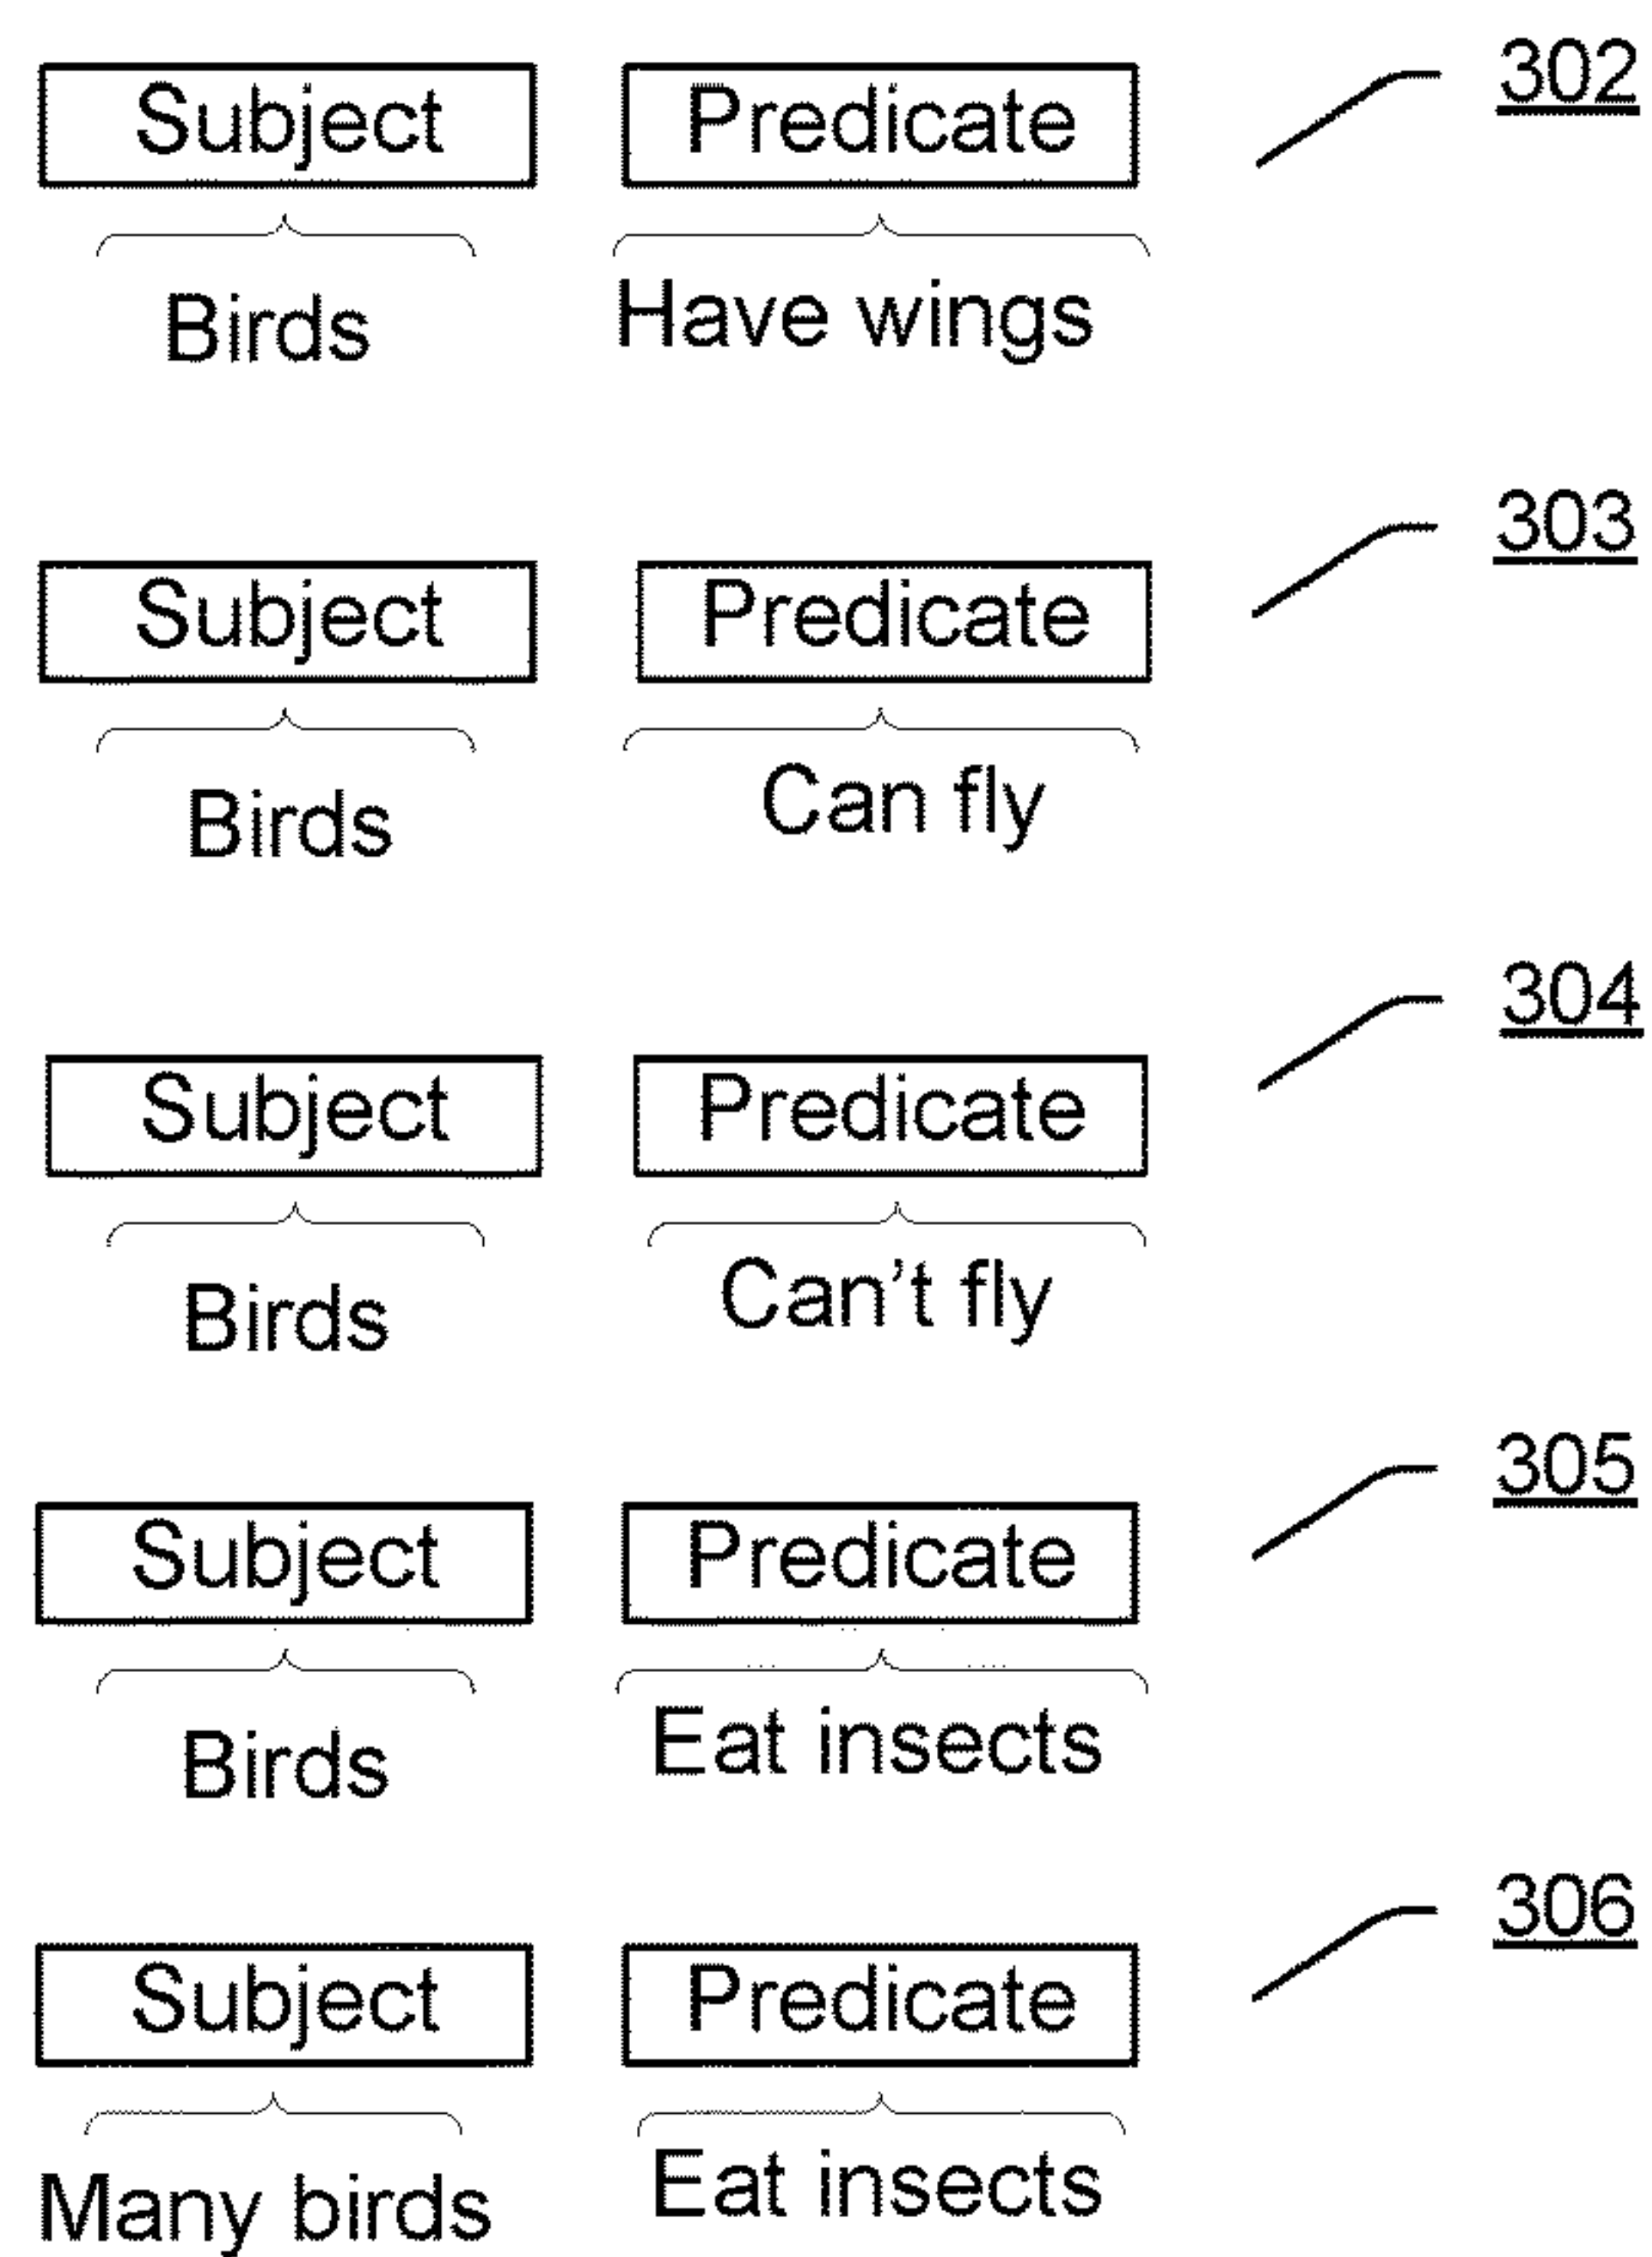 Subject Predicate 302
Birds Have wings
Subject Predicate 303
Birds Can fly
Subject Predicate 304
Birds Can't fly
Subject Predicate 305
Birds Eat insects
Subject Predicate 306
Many birds Eat insects